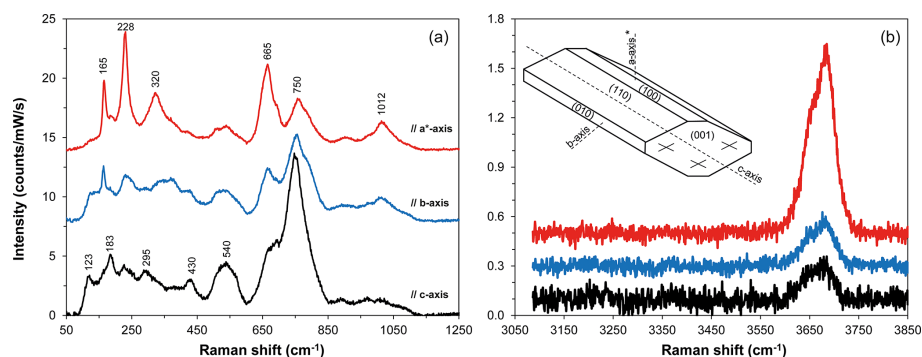 (a)
25
20
15
10
5
0
Intensity (counts/mW/s)
165
228
320
665
750
1012
// a*-axis
// b-axis
123
183
295
430
540
// c-axis
50 250 450 650 850 1050 1250
Raman shift (cm-1)
(b)
1.8
1.5
1.2
0.9
0.6
0.3
0.0
a-axis *
(100)
(110)
(010)
(001)
b-axis
c-axis
3050 3150 3250 3350 3450 3550 3650 3750 3850
Raman shift (cm-1)